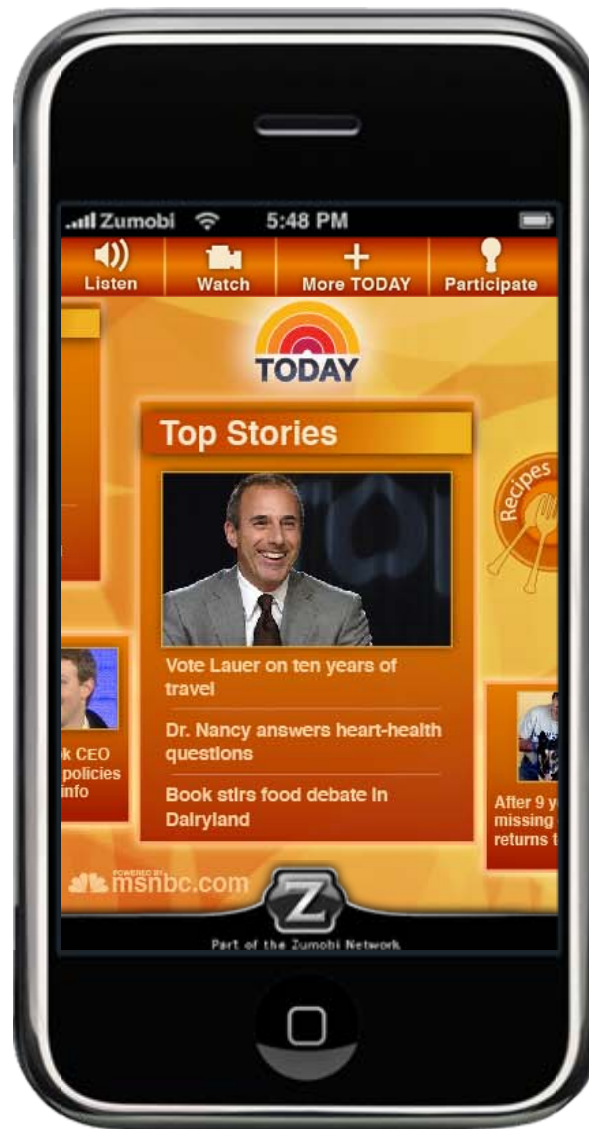 Zumobi
5:48 PM
Listen
Watch
More TODAY
Participate
TODAY
Top Stories
Recipes
Vote Lauer on ten years of
travel
Dr. Nancy answers heart-health
questions
Book stirs food debate in
Dairyland
k CEO
policies
info
After 9 y
missing
returns t
POWERED BY
msnbc.com
Z
Part of the Zumobi Network